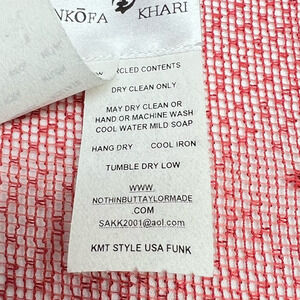 NKŌFA KHARI
RCLED CONTENTS
DRY CLEAN ONLY
MAY DRY CLEAN OR
HAND OR MACHINE WASH
COOL WATER MILD SOAP
HANG DRY COOL IRON
TUMBLE DRY LOW
WWW.
NOTHINBUTTAYLORMADE
.COM
SAKK2001@aol.com
KMT STYLE USA FUNK